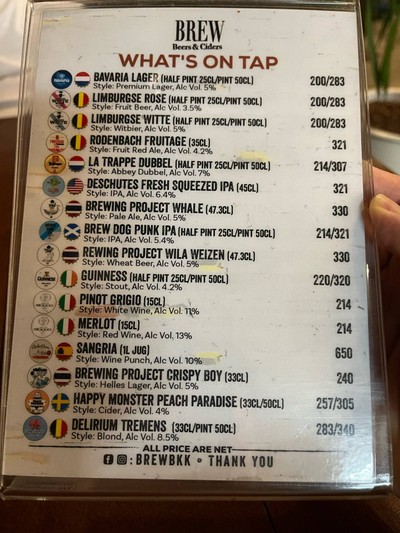 BREW
Beers & Ciders
WHAT'S ON TAP
BAVARIA LAGER (HALF PINT 25CL/PINT 50CL) 200/283
Style: Premium Lager, Alc Vol. 5%
LIMBURGSE ROSE (HALF PINT 25CL/PINT 50CL) 200/283
Style: Fruit Beer, Alc Vol. 3.5%
LIMBURGSE WITTE (HALF PINT 25CL/PINT 50CL) 200/283
Style: Witbier, Alc Vol. 5%
RODENBACH FRUITAGE (35CL) 321
Style: Fruit Red Ale, Alc Vol. 4.2%
LA TRAPPE DUBBEL (HALF PINT 25CL/PINT 50CL) 214/307
Style: Abbey Dubbel, Alc Vol. 7%
DESCHUTES FRESH SQUEEZED IPA (45CL) 321
Style: IPA, Alc Vol. 6.4%
BREWING PROJECT WHALE (47.3CL) 330
Style: Pale Ale, Alc Vol. 5%
BREW DOG PUNK IPA (HALF PINT 25CL/PINT 50CL) 214/321
Style: IPA, Alc Vol. 5.4%
REWING PROJECT WILA WEIZEN (47.3CL) 330
Style: Wheat Beer, Alc Vol. 5%
GUINNESS (HALF PINT 25CL/PINT 50CL) 220/320
Style: Stout, Alc Vol. 4.2%
PINOT GRIGIO (15CL) 214
Style: White Wine, Alc Vol. 11%
MERLOT (15CL) 214
Style: Red Wine, Alc Vol. 13%
SANGRIA (1L JUG) 650
Style: Wine Punch, Alc Vol. 10%
BREWING PROJECT CRISPY BOY (33CL) 240
Style: Helles Lager, Alc Vol. 5%
HAPPY MONSTER PEACH PARADISE (33CL/50CL) 257/305
Style: Cider, Alc Vol. 4%
DELIRIUM TREMENS (33CL/PINT 50CL) 283/340
Style: Blond, Alc Vol. 8.5%
ALL PRICE ARE NET
: BREWBKK • THANK YOU